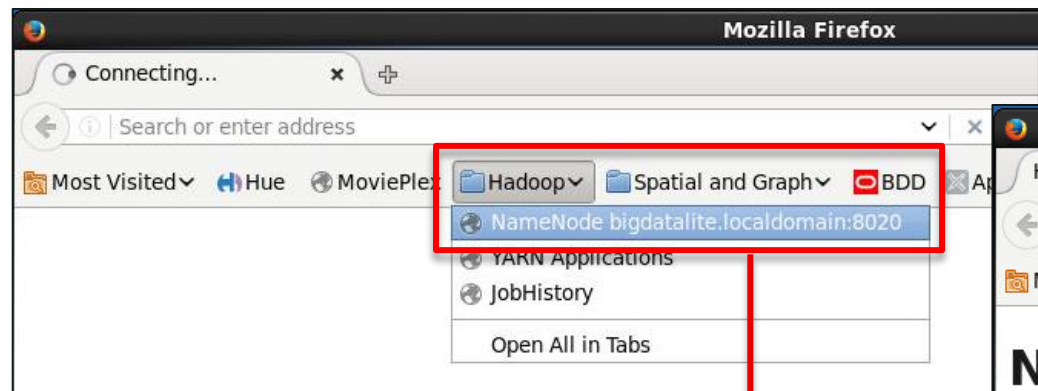 Mozilla Firefox
Connecting...
Search or enter address
Most Visited Hue MoviePlex Hadoop Spatial and Graph BDD
NameNode bigdatalite.localdomain:8020
YARN Applications
JobHistory
Open All in Tabs